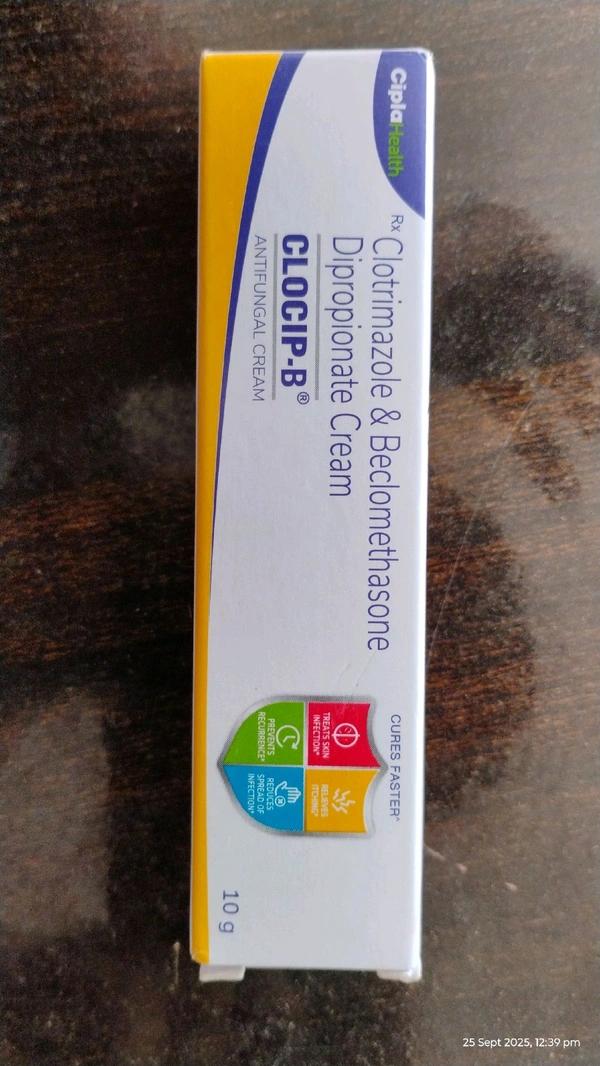 CiplaHealth
Rx Clotrimazole & Beclomethasone
Dipropionate Cream
CLOCIP-B®
ANTIFUNGAL CREAM
CURES FASTER^
TREATS SKIN
INFECTION*
RELIEVES
ITCHING*
PREVENTS
RECURRENCE*
REDUCES
SPREAD OF
INFECTION*
10 g
25 Sept 2025, 12:39 pm